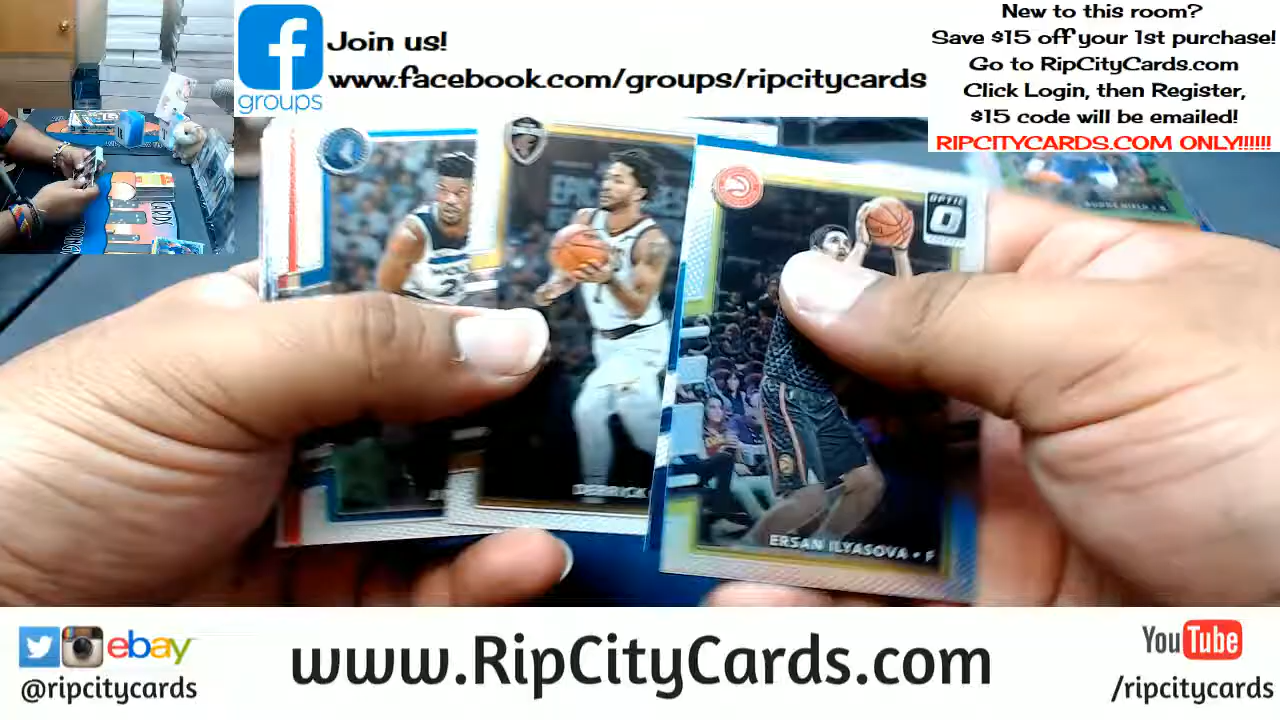 Join us!
www.facebook.com/groups/ripcitycards
groups
New to this room?
Save $15 off your 1st purchase!
Go to RipCityCards.com
Click Login, then Register,
$15 code will be emailed!
RIPCITYCARDS.COM ONLY!!!!!!
OPTIC
ERSAN ILYASOVA • F
ebay
@ripcitycards
www.RipCityCards.com
YouTube
/ripcitycards